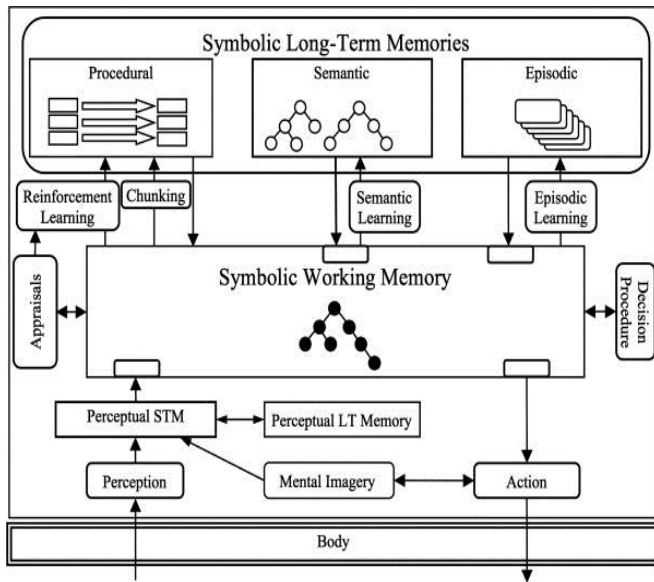 Symbolic Long-Term Memories
Procedural
Semantic
Episodic
Reinforcement
Learning
Chunking
Semantic
Learning
Episodic
Learning
Symbolic Working Memory
Appraisals
Decision
Procedure
Perceptual STM
Perceptual LT Memory
Perception
Mental Imagery
Action
Body